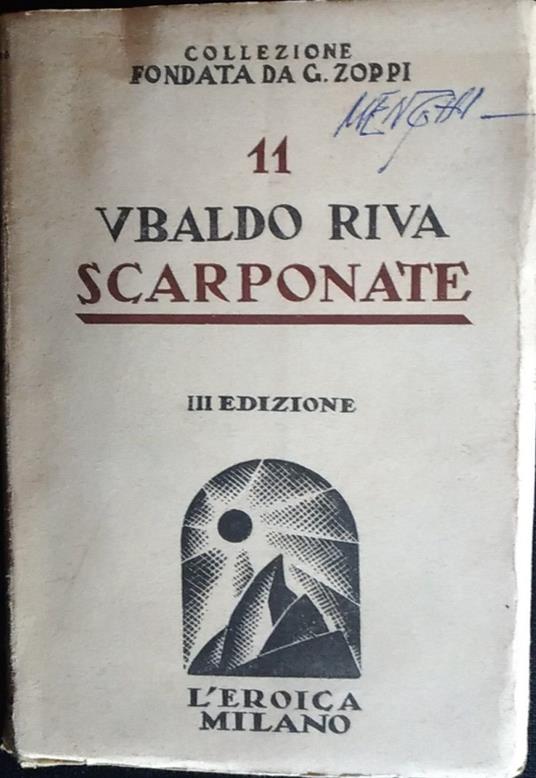 COLLEZIONE
FONDATA DA G. ZOPPI
11
VBALDO RIVA
SCARPONATE
III EDIZIONE
L'EROICA
MILANO